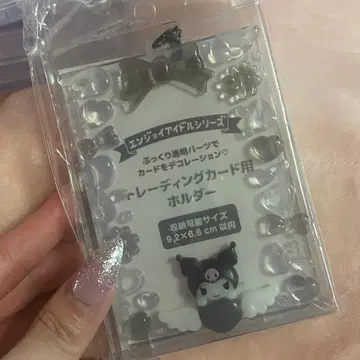 エンジョイアイドルシリーズ
ぷっくり透明パーツで
カードをデコレーション♡
トレーディングカード用
ホルダー
収納可能サイズ
9.2×6.6cm以内